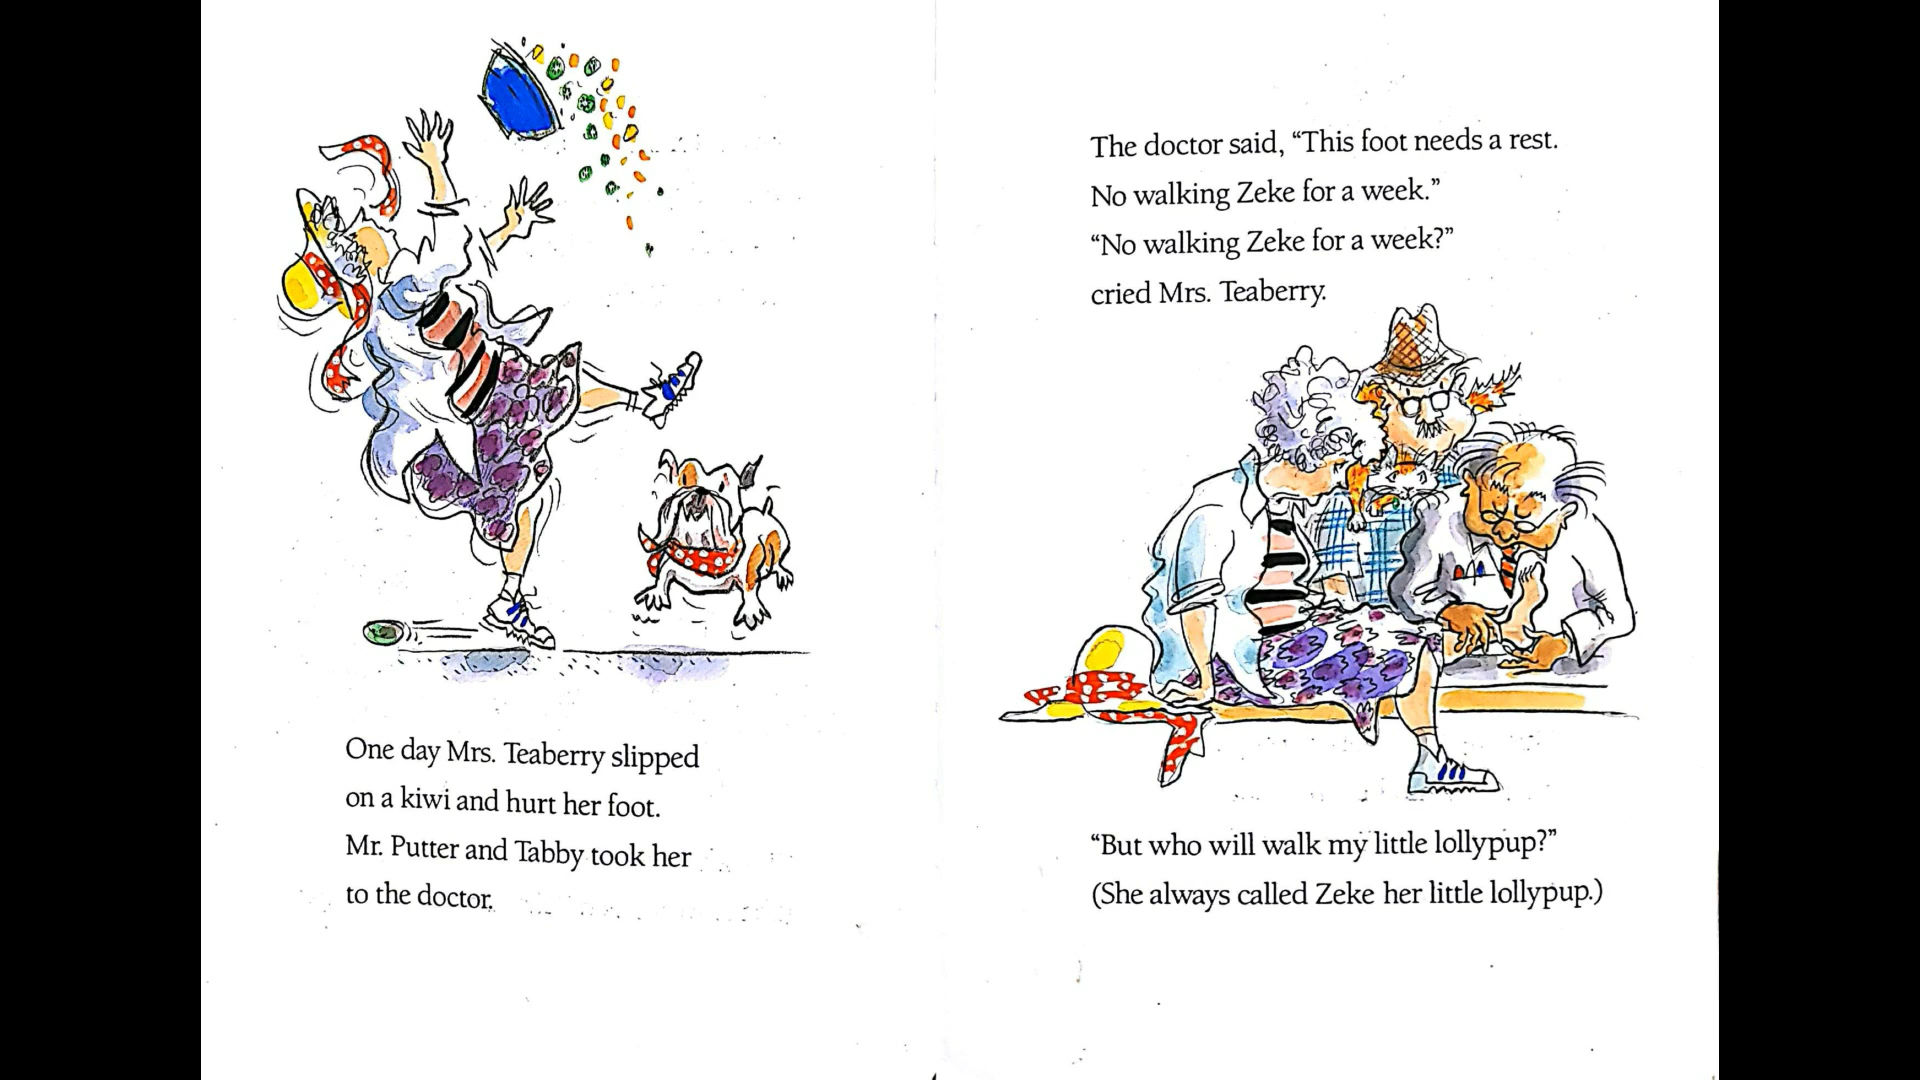 One day Mrs. Teaberry slipped
on a kiwi and hurt her foot.
Mr. Putter and Tabby took her
to the doctor.
The doctor said, “This foot needs a rest.
No walking Zeke for a week.”
“No walking Zeke for a week?”
cried Mrs. Teaberry.
“But who will walk my little lollypup?”
(She always called Zeke her little lollypup.)